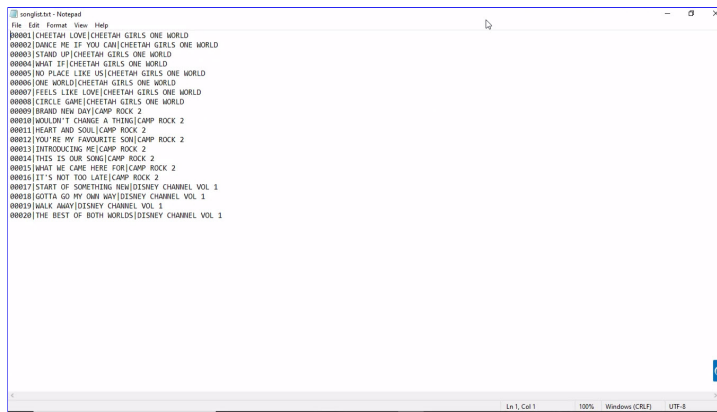 songlist.txt - Notepad
File Edit Format View Help
00001|CHEETAH LOVE|CHEETAH GIRLS ONE WORLD
00002|DANCE ME IF YOU CAN|CHEETAH GIRLS ONE WORLD
00003|STAND UP|CHEETAH GIRLS ONE WORLD
00004|WHAT IF|CHEETAH GIRLS ONE WORLD
00005|NO PLACE LIKE US|CHEETAH GIRLS ONE WORLD
00006|ONE WORLD|CHEETAH GIRLS ONE WORLD
00007|FEELS LIKE LOVE|CHEETAH GIRLS ONE WORLD
00008|CIRCLE GAME|CHEETAH GIRLS ONE WORLD
00009|BRAND NEW DAY|CAMP ROCK 2
00010|WOULDN'T CHANGE A THING|CAMP ROCK 2
00011|HEART AND SOUL|CAMP ROCK 2
00012|YOU'RE MY FAVOURITE SON|CAMP ROCK 2
00013|INTRODUCING ME|CAMP ROCK 2
00014|THIS IS OUR SONG|CAMP ROCK 2
00015|WHAT WE CAME HERE FOR|CAMP ROCK 2
00016|IT'S NOT TOO LATE|CAMP ROCK 2
00017|START OF SOMETHING NEW|DISNEY CHANNEL VOL 1
00018|GOTTA GO MY OWN WAY|DISNEY CHANNEL VOL 1
00019|WALK AWAY|DISNEY CHANNEL VOL 1
00020|THE BEST OF BOTH WORLDS|DISNEY CHANNEL VOL 1
Ln 1, Col 1 100% Windows (CRLF) UTF-8